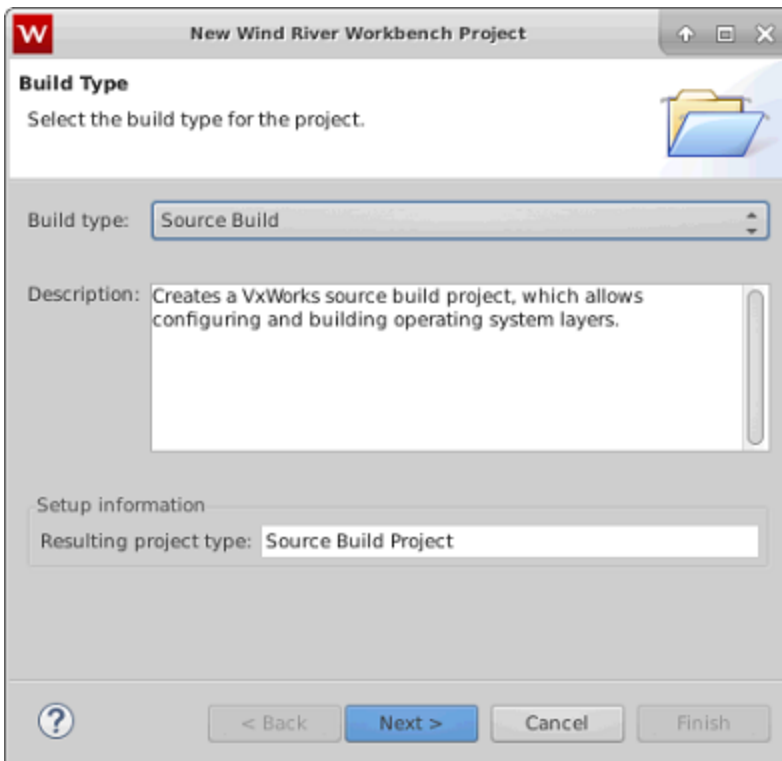 W
New Wind River Workbench Project
Build Type
Select the build type for the project.
Build type: Source Build
Description: Creates a VxWorks source build project, which allows
configuring and building operating system layers.
Setup information
Resulting project type: Source Build Project
? < Back Next > Cancel Finish